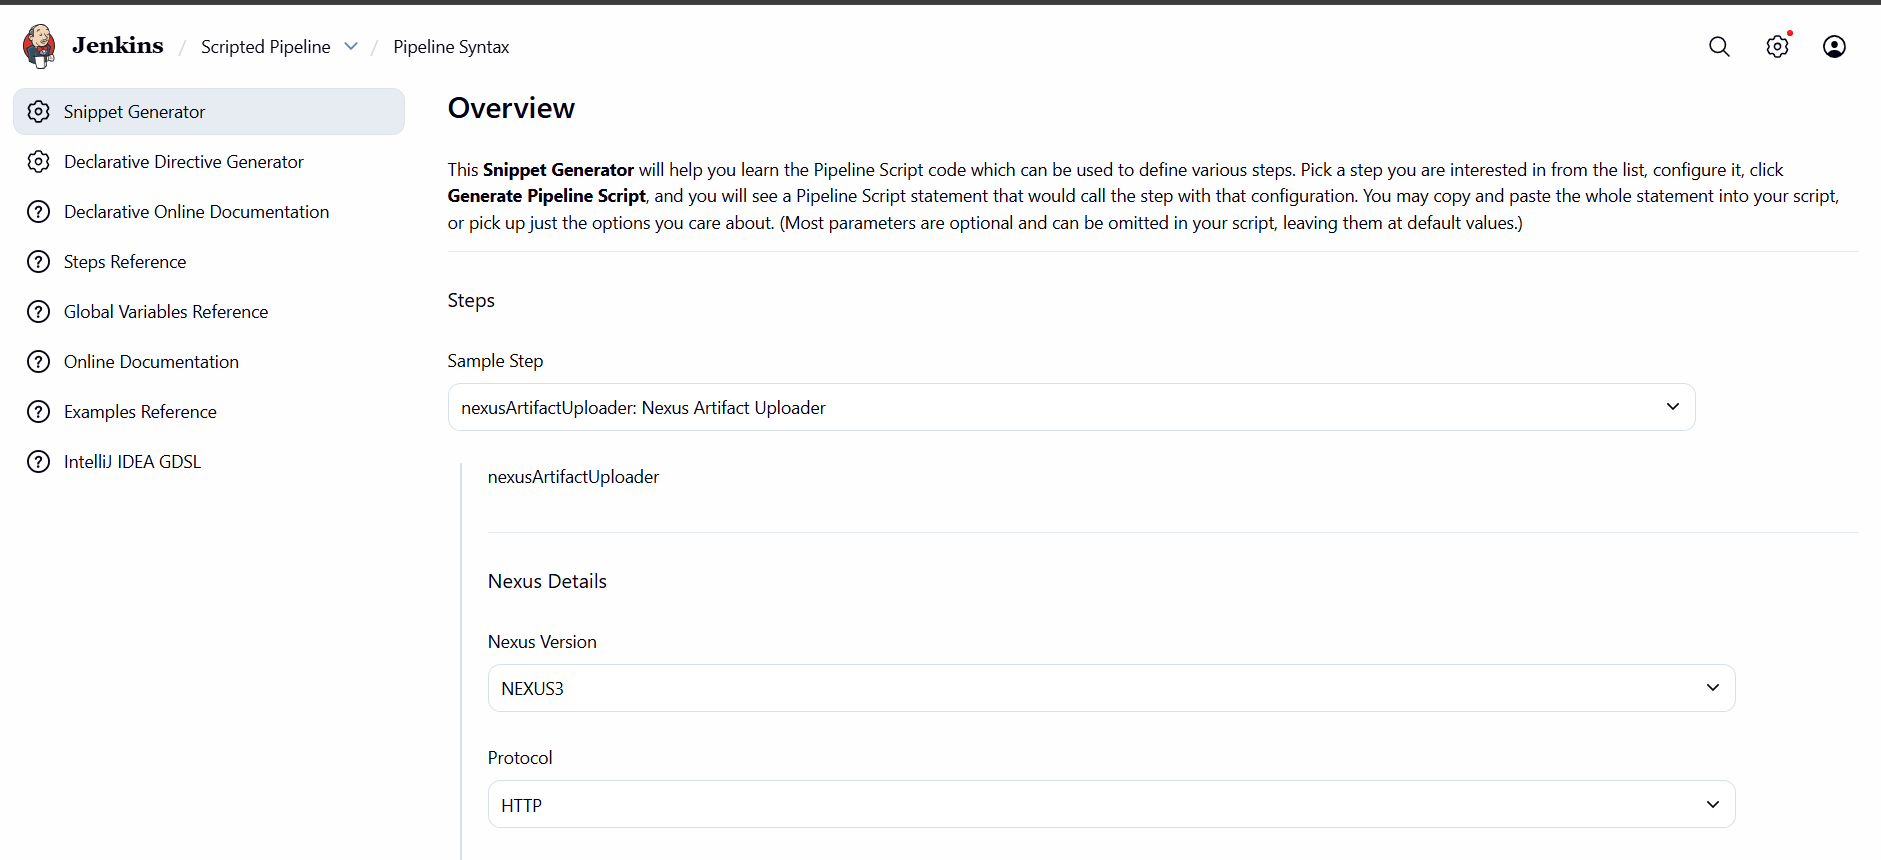 Jenkins / Scripted Pipeline / Pipeline Syntax
Snippet Generator
Declarative Directive Generator
Declarative Online Documentation
Steps Reference
Global Variables Reference
Online Documentation
Examples Reference
IntelliJ IDEA GDSL
Overview
This Snippet Generator will help you learn the Pipeline Script code which can be used to define various steps. Pick a step you are interested in from the list, configure it, click
Generate Pipeline Script, and you will see a Pipeline Script statement that would call the step with that configuration. You may copy and paste the whole statement into your script,
or pick up just the options you care about. (Most parameters are optional and can be omitted in your script, leaving them at default values.)
Steps
Sample Step
nexusArtifactUploader: Nexus Artifact Uploader
nexusArtifactUploader
Nexus Details
Nexus Version
NEXUS3
Protocol
HTTP